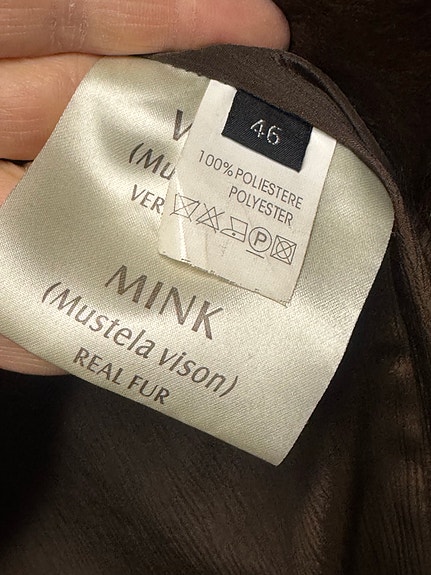 46
100% POLIESTERE
POLYESTER
V
(Mu
VER
MINK
(Mustela vison)
REAL FUR